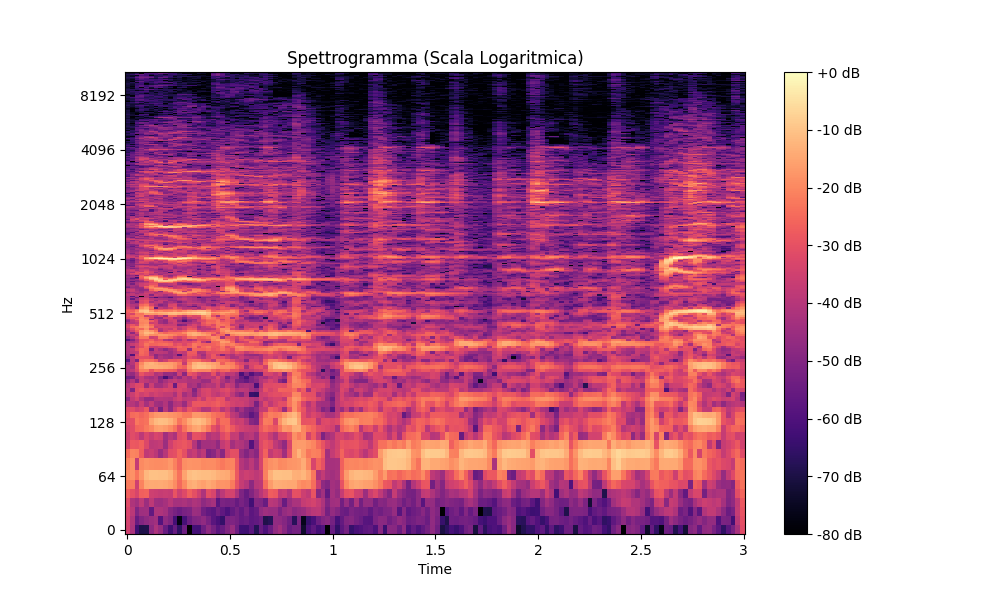 Spettrogramma (Scala Logaritmica)
Hz
8192
4096
2048
1024
512
256
128
64
0
0
0.5
1
1.5
2
2.5
3
Time
+0 dB
-10 dB
-20 dB
-30 dB
-40 dB
-50 dB
-60 dB
-70 dB
-80 dB